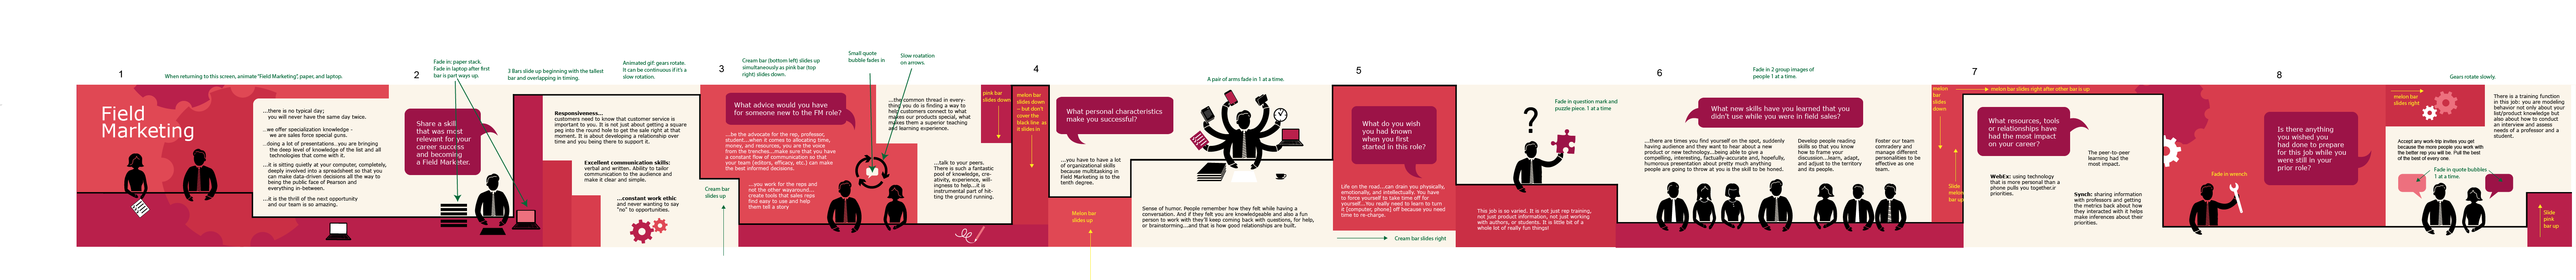 1
When returning to this screen, animate "Field Marketing", paper, and laptop.
Field
Marketing
...there is no typical day;
you will never have the same day twice.
...we offer specialization knowledge -
we are sales force special guns.
...doing a lot of presentations...you are bringing
the deep level of knowledge of the list and all
technologies that come with it.
...it is sitting quietly at your computer, completely,
deeply involved into a spreadsheet so that you
can make data-driven decisions all the way to
being the public face of Pearson and
everything in-between.
...it is the thrill of the next opportunity
and our team is so amazing.
2
Fade in: paper stack.
Fade in laptop after first
bar is part ways up.
3 Bars slide up beginning with the tallest
bar and overlapping in timing.
Share a skill
that was most
relevant for your
career success
and becoming
a Field Marketer.
Animated gif: gears rotate.
It can be continuous if it's a
slow rotation.
Responsiveness...
customers need to know that customer service is
important to you. It is not just about getting a square
peg into the round hole to get the sale right at that
moment. It is about developing a relationship over
time and you being there to support it.
Excellent communication skills:
verbal and written. Ability to tailor
communication to the audience and
make it clear and simple.
...constant work ethic
and never wanting to say
"no" to opportunities.
3
Cream bar (bottom left) slides up
simultaneously as pink bar (top
right) slides down.
Small quote
bubble fades in
Slow roatation
on arrows.
What advice would you have
for someone new to the FM role?
...be the advocate for the rep, professor,
student...when it comes to allocating time,
money, and resources, you are the voice
from the trenches...make sure that you have
a constant flow of communication so that
your team (editors, efficacy, etc.) can make
the best informed decisions.
...you work for the reps and
not the other wayaround...
create tools that sales reps
find easy to use and help
them tell a story
Cream bar
slides up
...the common thread in every-
thing you do is finding a way to
help customers connect to what
makes our products special, what
makes them a superior teaching
and learning experience.
...talk to your peers.
There is such a fantastic
pool of knowledge, cre-
ativity, experience, will-
ingness to help...it is
instrumental part of hit-
ting the ground running.
pink bar
slides down
melon bar
slides down
– but don't
cover the
black line as
it slides in
4
A pair of arms fade in 1 at a time.
What personal characteristics
make you successful?
...you have to have a lot
of organizational skills
because multitasking in
Field Marketing is to the
tenth degree.
Melon bar
slides up
Sense of humor. People remember how they felt while having a
conversation. And if they felt you are knowledgeable and also a fun
person to work with they'll keep coming back with questions, for help,
or brainstorming...and that is how good relationships are built.
5
What do you wish
you had known
when you first
started in this role?
Life on the road...can drain you physically,
emotionally, and intellectually. You have
to force yourself to take time off for
yourself...You really need to learn to turn
it [computer, phone] off because you need
time to re-charge.
Cream bar slides right
?
Fade in question mark and
puzzle piece. 1 at a time
This job is so varied. It is not just rep training,
not just product information, not just working
with authors, or students. It is little bit of a
whole lot of really fun things!
6
Fade in 2 group images of
people 1 at a time.
What new skills have you learned that you
didn't use while you were in field sales?
...there are times you find yourself on the spot, suddenly
having audience and they want to hear about a new
product or new technology...being able to give a a
compelling, interesting, factually-accurate and, hopefully,
humorous presentation about pretty much anything
people are going to throw at you is the skill to be honed.
Develop people reading
skills so that you know
how to frame your
discussion...learn, adapt,
and adjust to the territory
and its people.
Foster our team
comradery and
manage different
personalities to be
effective as one
team.
melon
bar
slides
down
Slide
melon
bar up
7
melon bar slides right after other bar is up
What resources, tools
or relationships have
had the most impact
on your career?
The peer-to-peer
learning had the
most impact.
WebEx: using technology
that is more personal than a
phone pulls you together.r
priorities.
Synch: sharing information
with professors and getting
the metrics back about how
they interacted with it helps
make inferences about their
priorities.
8
Fade in wrench
Is there anything
you wished you
had done to prepare
for this job while you
were still in your
prior role?
Gears rotate slowly.
melon bar
slides right
There is a training function
in this job: you are modeling
behavior not only about your
list/product knowledge but
also about how to conduct
an interview and assess
needs of a professor and a
student.
Accept any work-trip invites you get
because the more people you work with
the better rep you will be. Pull the best
of the best of every one.
Fade in quote bubbles
1 at a time.
Slide
pink
bar up